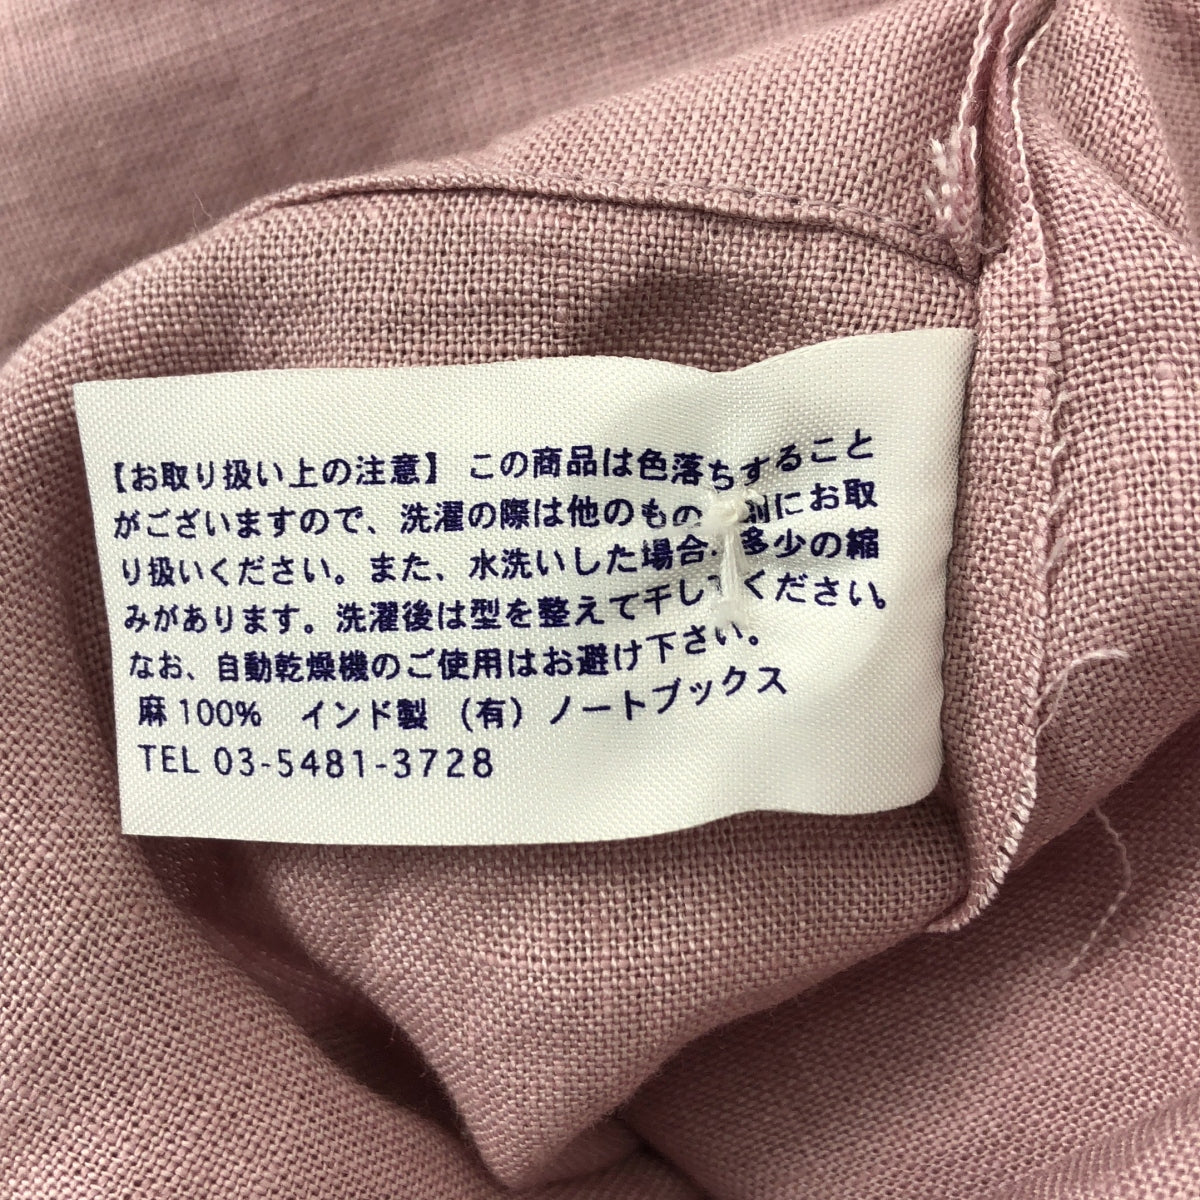 【お取り扱い上の注意】 この商品は色落ちすること
がございますので、洗濯の際は他のもの 別にお取
り扱いください。また、水洗いした場合、多少の縮
みがあります。洗濯後は型を整えて干してください。
なお、自動乾燥機のご使用はお避け下さい。
麻 100% インド製 (有) ノートブックス
TEL 03-5481-3728